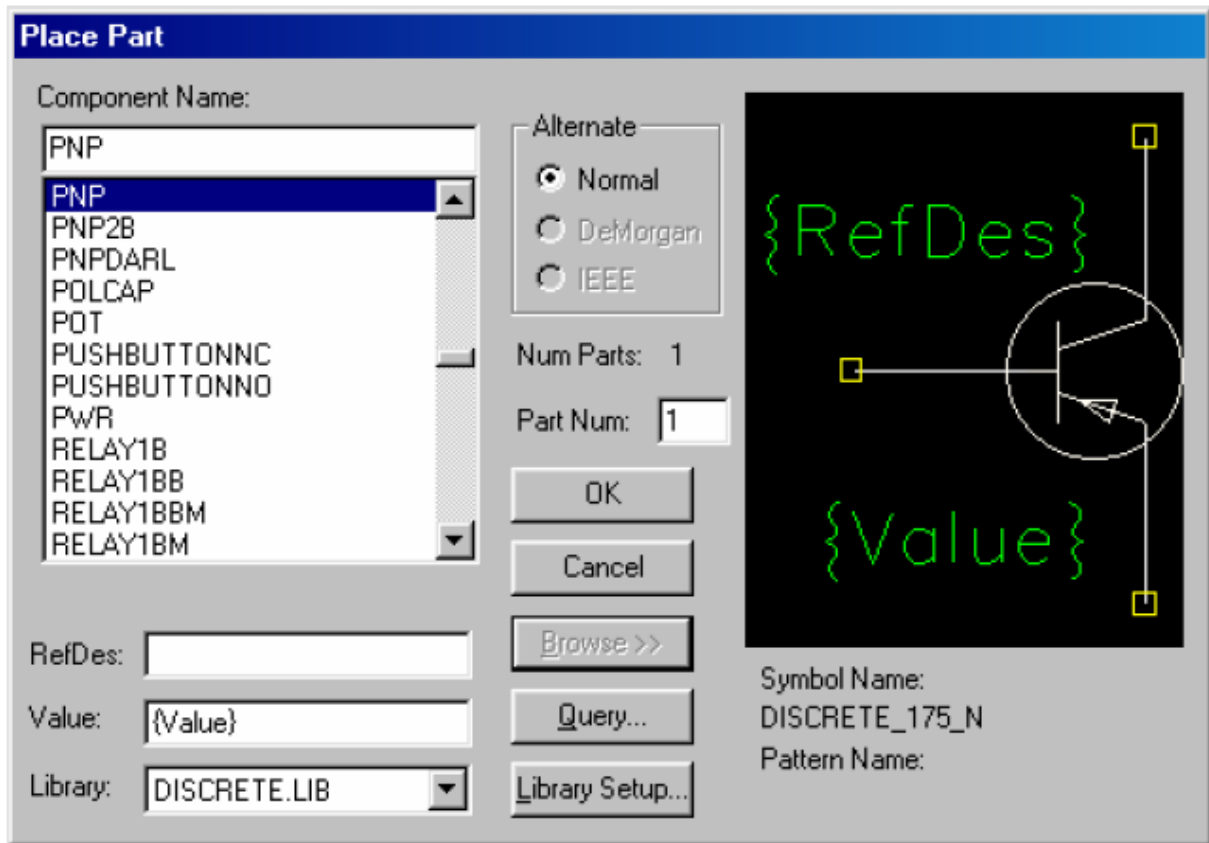 Place Part
Component Name:
PNP
PNP
PNP2B
PNPDARL
POLCAP
POT
PUSHBUTTONNC
PUSHBUTTONNO
PWR
RELAY1B
RELAY1BB
RELAY1BBM
RELAY1BM
RefDes:
Value: {Value}
Library: DISCRETE.LIB
Alternate
Normal
DeMorgan
IEEE
Num Parts: 1
Part Num: 1
OK
Cancel
Browse >>
Query...
Library Setup...
{RefDes}
{Value}
Symbol Name:
DISCRETE_175_N
Pattern Name: